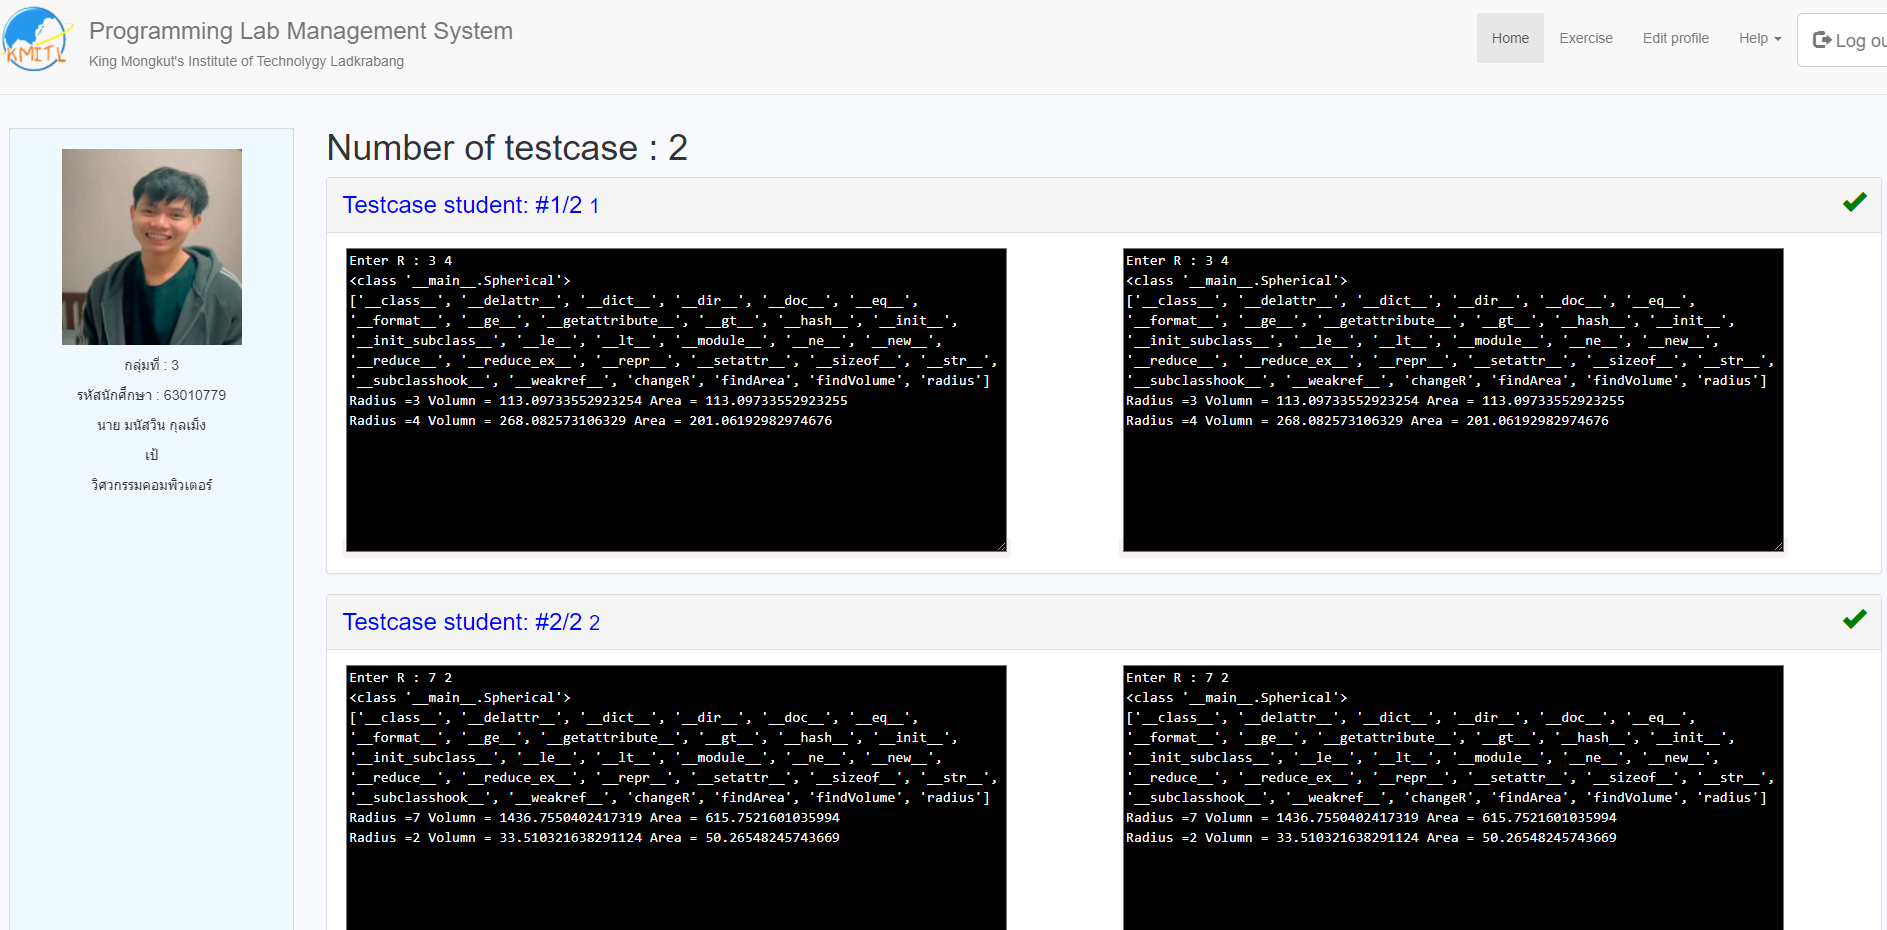 KMITL
Programming Lab Management System
King Mongkut's Institute of Technolygy Ladkrabang
Home Exercise Edit profile Help Log ou
กลุ่มที่ : 3
รหัสนักศึกษา : 63010779
นาย มนัสวิน กุลเม็ง
เป้
วิศวกรรมคอมพิวเตอร์
Number of testcase : 2
Testcase student: #1/2 1
Enter R : 3 4
<class '__main__.Spherical'>
['__class__', '__delattr__', '__dict__', '__dir__', '__doc__', '__eq__',
'__format__', '__ge__', '__getattribute__', '__gt__', '__hash__', '__init__',
'__init_subclass__', '__le__', '__lt__', '__module__', '__ne__', '__new__',
'__reduce__', '__reduce_ex__', '__repr__', '__setattr__', '__sizeof__', '__str__',
'__subclasshook__', '__weakref__', 'changeR', 'findArea', 'findVolume', 'radius']
Radius =3 Volumn = 113.09733552923254 Area = 113.09733552923255
Radius =4 Volumn = 268.082573106329 Area = 201.06192982974676
Enter R : 3 4
<class '__main__.Spherical'>
['__class__', '__delattr__', '__dict__', '__dir__', '__doc__', '__eq__',
'__format__', '__ge__', '__getattribute__', '__gt__', '__hash__', '__init__',
'__init_subclass__', '__le__', '__lt__', '__module__', '__ne__', '__new__',
'__reduce__', '__reduce_ex__', '__repr__', '__setattr__', '__sizeof__', '__str__',
'__subclasshook__', '__weakref__', 'changeR', 'findArea', 'findVolume', 'radius']
Radius =3 Volumn = 113.09733552923254 Area = 113.09733552923255
Radius =4 Volumn = 268.082573106329 Area = 201.06192982974676
Testcase student: #2/2 2
Enter R : 7 2
<class '__main__.Spherical'>
['__class__', '__delattr__', '__dict__', '__dir__', '__doc__', '__eq__',
'__format__', '__ge__', '__getattribute__', '__gt__', '__hash__', '__init__',
'__init_subclass__', '__le__', '__lt__', '__module__', '__ne__', '__new__',
'__reduce__', '__reduce_ex__', '__repr__', '__setattr__', '__sizeof__', '__str__',
'__subclasshook__', '__weakref__', 'changeR', 'findArea', 'findVolume', 'radius']
Radius =7 Volumn = 1436.7550402417319 Area = 615.7521601035994
Radius =2 Volumn = 33.510321638291124 Area = 50.26548245743669
Enter R : 7 2
<class '__main__.Spherical'>
['__class__', '__delattr__', '__dict__', '__dir__', '__doc__', '__eq__',
'__format__', '__ge__', '__getattribute__', '__gt__', '__hash__', '__init__',
'__init_subclass__', '__le__', '__lt__', '__module__', '__ne__', '__new__',
'__reduce__', '__reduce_ex__', '__repr__', '__setattr__', '__sizeof__', '__str__',
'__subclasshook__', '__weakref__', 'changeR', 'findArea', 'findVolume', 'radius']
Radius =7 Volumn = 1436.7550402417319 Area = 615.7521601035994
Radius =2 Volumn = 33.510321638291124 Area = 50.26548245743669